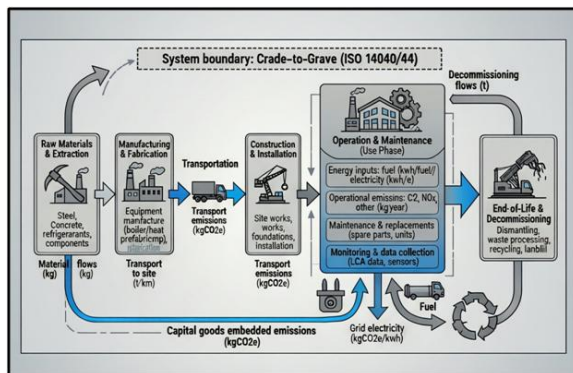 System boundary: Crade-to-Grave (ISO 14040/44)
Decommissioning
flows (t)
Raw Materials
& Extraction
Steel,
Concrete,
refrigerants,
components
Material flows
(kg) (kg)
Manufacturing
& Fabrication
Equipment
manufacture
(boiler/heat
Transport
to site
(t/km)
Transportation
Transport
emissions
(kgCO2e)
Construction
& Installation
Site works,
works,
foundations,
installation
Transport
emissions
(kgCO2e)
Operation & Maintenance
(Use Phase)
Energy inputs: fuel (kwh/fuel//
electricity (kwh/e)
Operational emissins: C2, NOx,
other (kg year)
Maintenance & replacements
(spare parts, units)
Monitoring & data collection
(LCA data, sensors)
End-of-Life &
Decommissioning
Dismantling,
waste processing,
recycling,
Fuel
Capital goods embedded emissions
(kgCO2e)
Grid electricity
(kgCO2e/kwh)